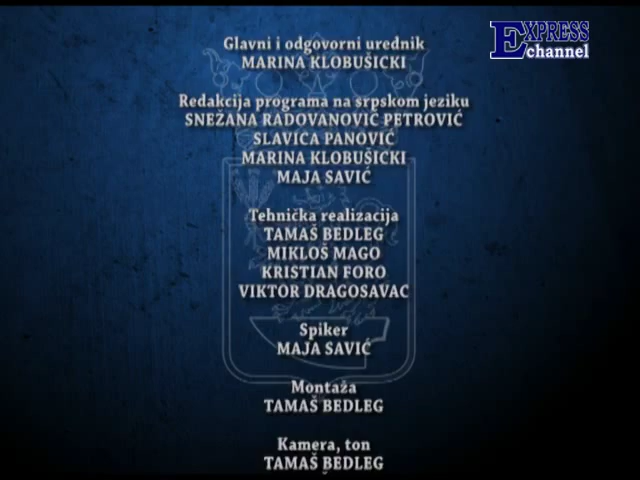 EXPRESS
channel
Glavni i odgovorni urednik
MARINA KLOBUŠICKI
Redakcija programa na srpskom jeziku
SNEŽANA RADOVANOVIĆ PETROVIĆ
SLAVICA PANOVIĆ
MARINA KLOBUŠICKI
MAJA SAVIĆ
Tehnička realizacija
TAMAŠ BEDLEG
MIKLOŠ MAGO
KRISTIAN FORO
VIKTOR DRAGOSAVAC
Spiker
MAJA SAVIĆ
Montaža
TAMAŠ BEDLEG
Kamera, ton
TAMAŠ BEDLEG